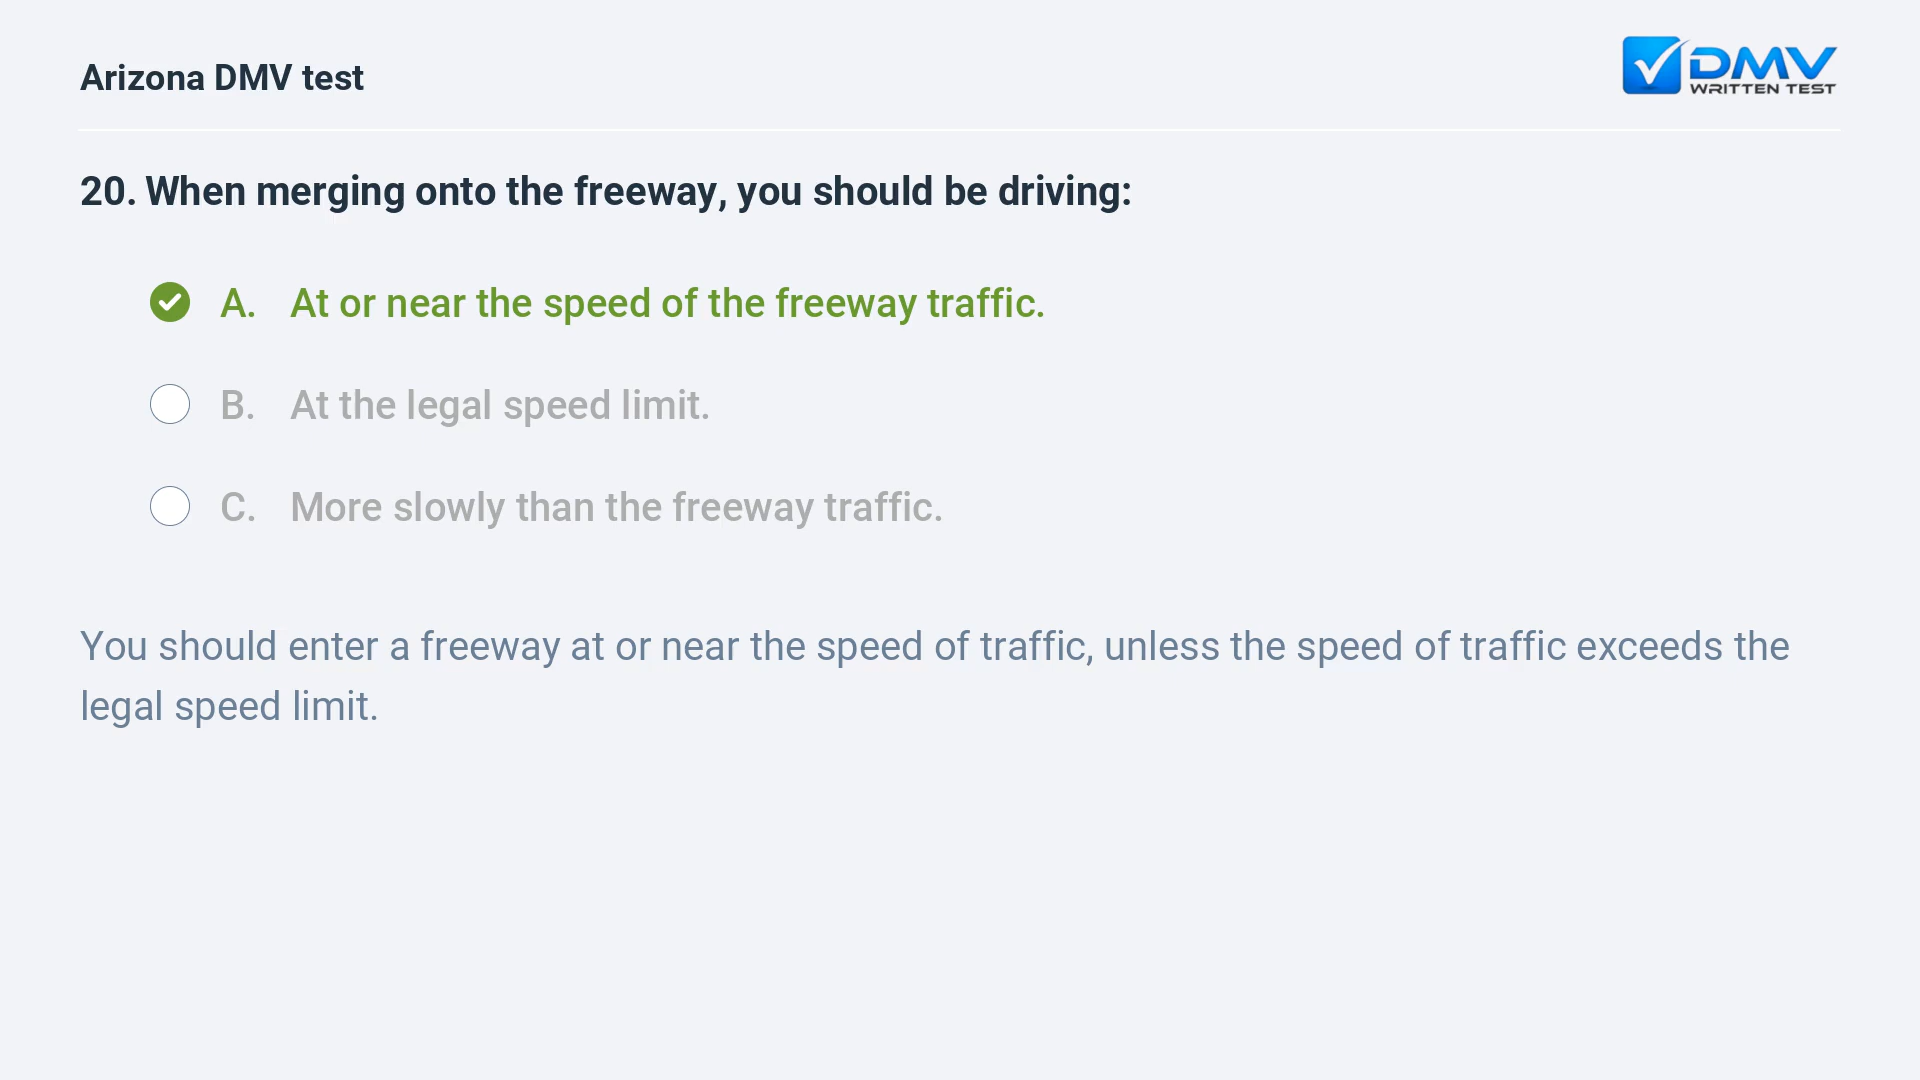 Arizona DMV test
DMV
WRITTEN TEST
20. When merging onto the freeway, you should be driving:
A. At or near the speed of the freeway traffic.
B. At the legal speed limit.
C. More slowly than the freeway traffic.
You should enter a freeway at or near the speed of traffic, unless the speed of traffic exceeds the
legal speed limit.